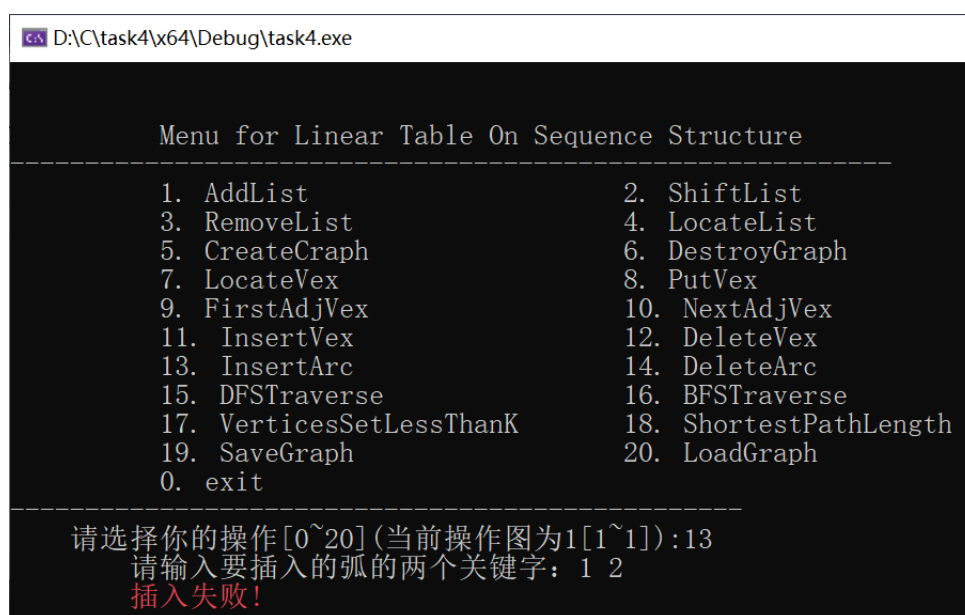 D:\C\task4\x64\Debug\task4.exe
Menu for Linear Table On Sequence Structure
-------------------------------------------------------------
1. AddList 2. ShiftList
3. RemoveList 4. LocateList
5. CreateCraph 6. DestroyGraph
7. LocateVex 8. PutVex
9. FirstAdjVex 10. NextAdjVex
11. InsertVex 12. DeleteVex
13. InsertArc 14. DeleteArc
15. DFSTraverse 16. BFSTraverse
17. VerticesSetLessThanK 18. ShortestPathLength
19. SaveGraph 20. LoadGraph
0. exit
---------------------------------------------------
请选择你的操作[0~20](当前操作图为1[1~1]):13
请输入要插入的弧的两个关键字：1 2
插入失败!